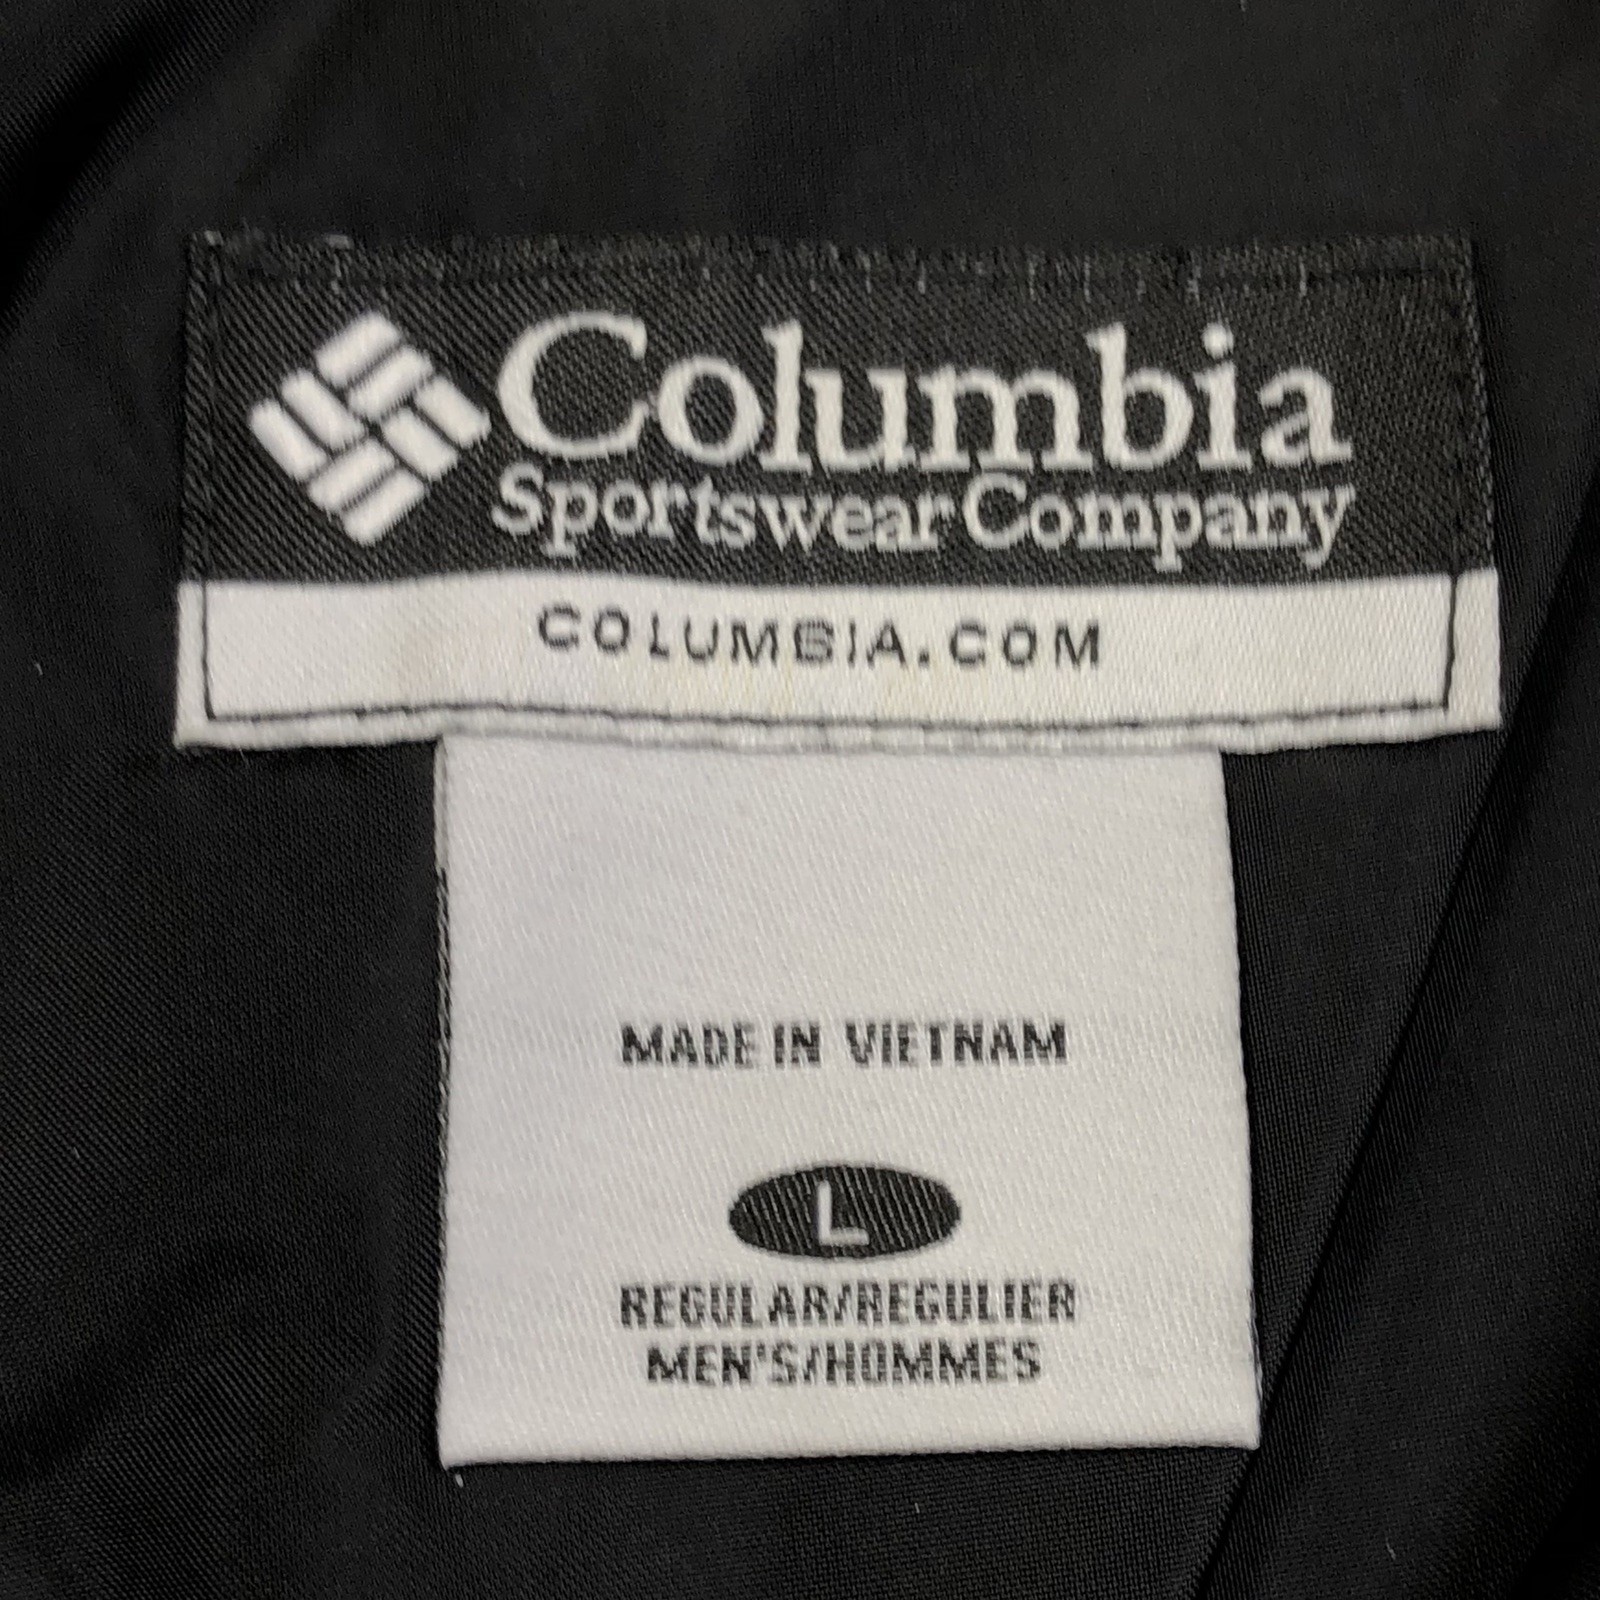 Columbia
Sportswear Company
COLUMBIA.COM
MADE IN VIETNAM
L
REGULAR/REGULIER
MEN'S/HOMMES